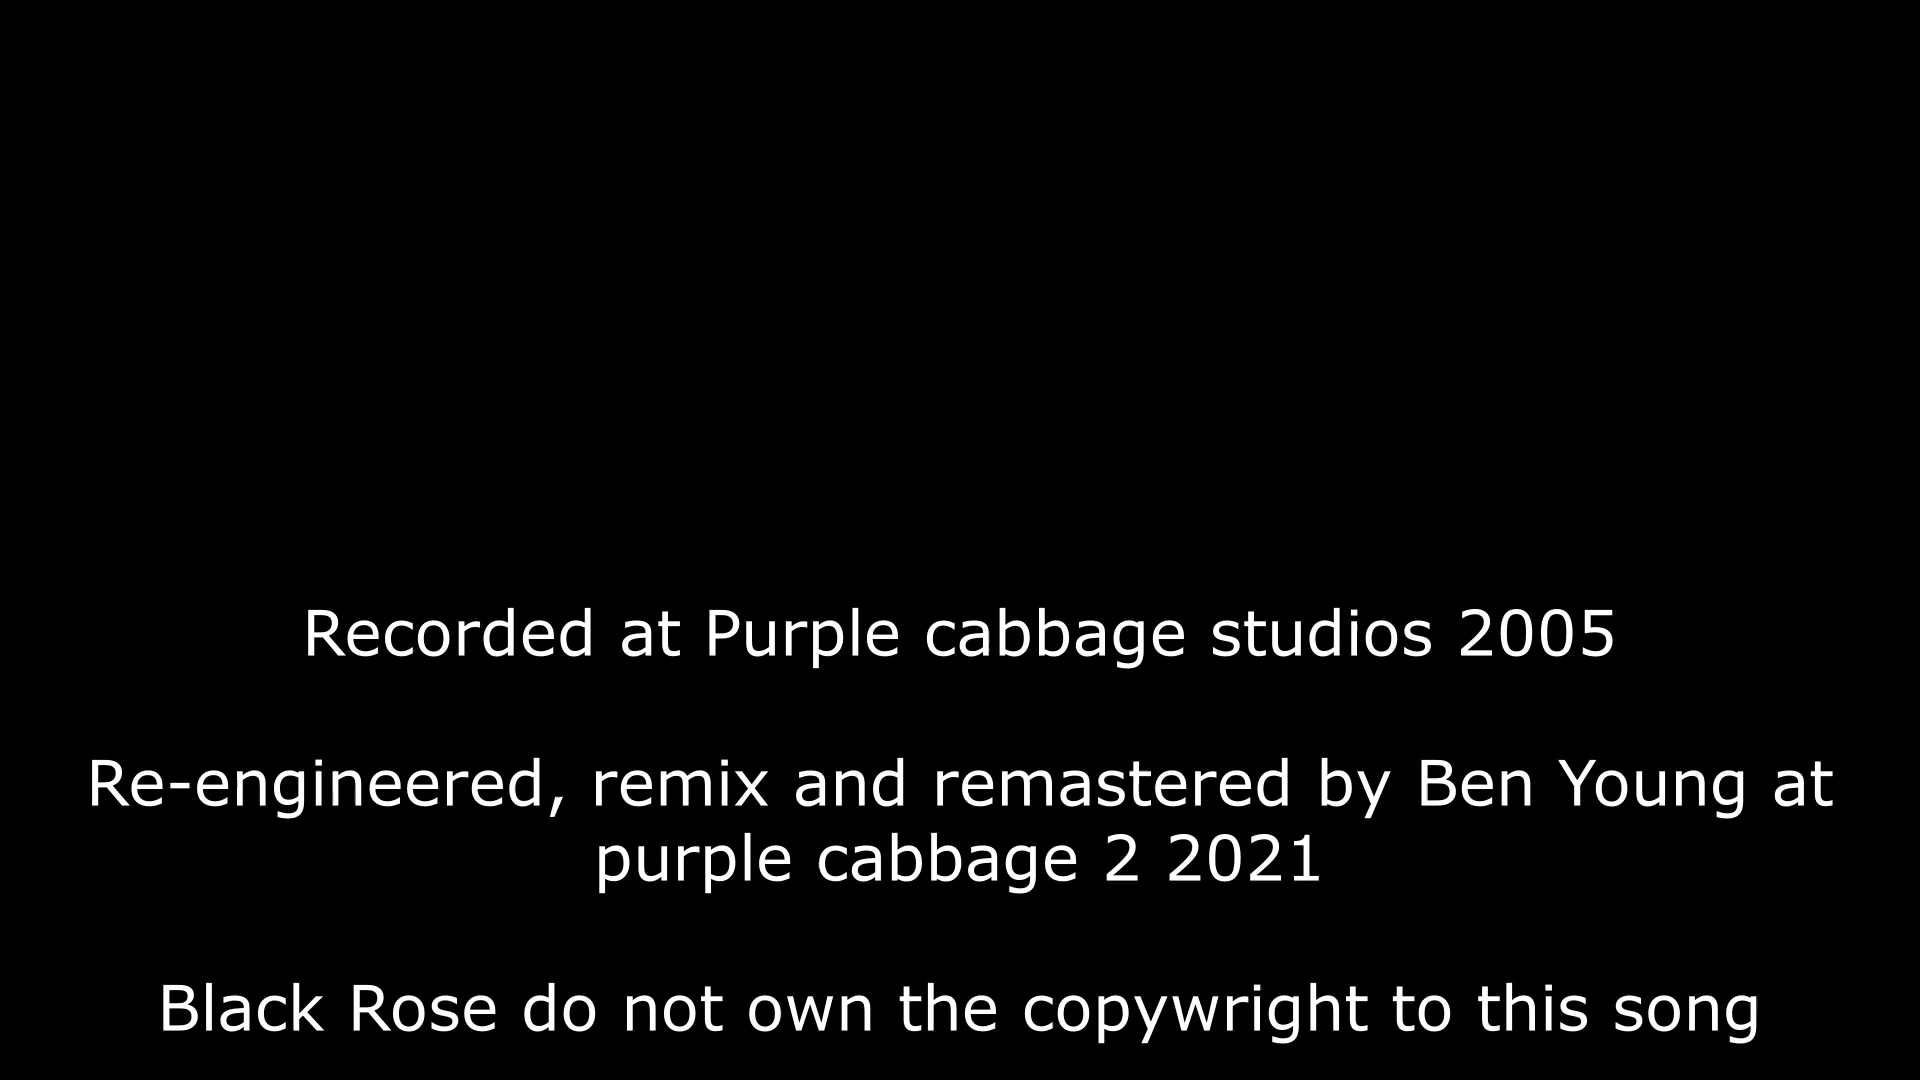 Recorded at Purple cabbage studios 2005
Re-engineered, remix and remastered by Ben Young at
purple cabbage 2 2021
Black Rose do not own the copywright to this song